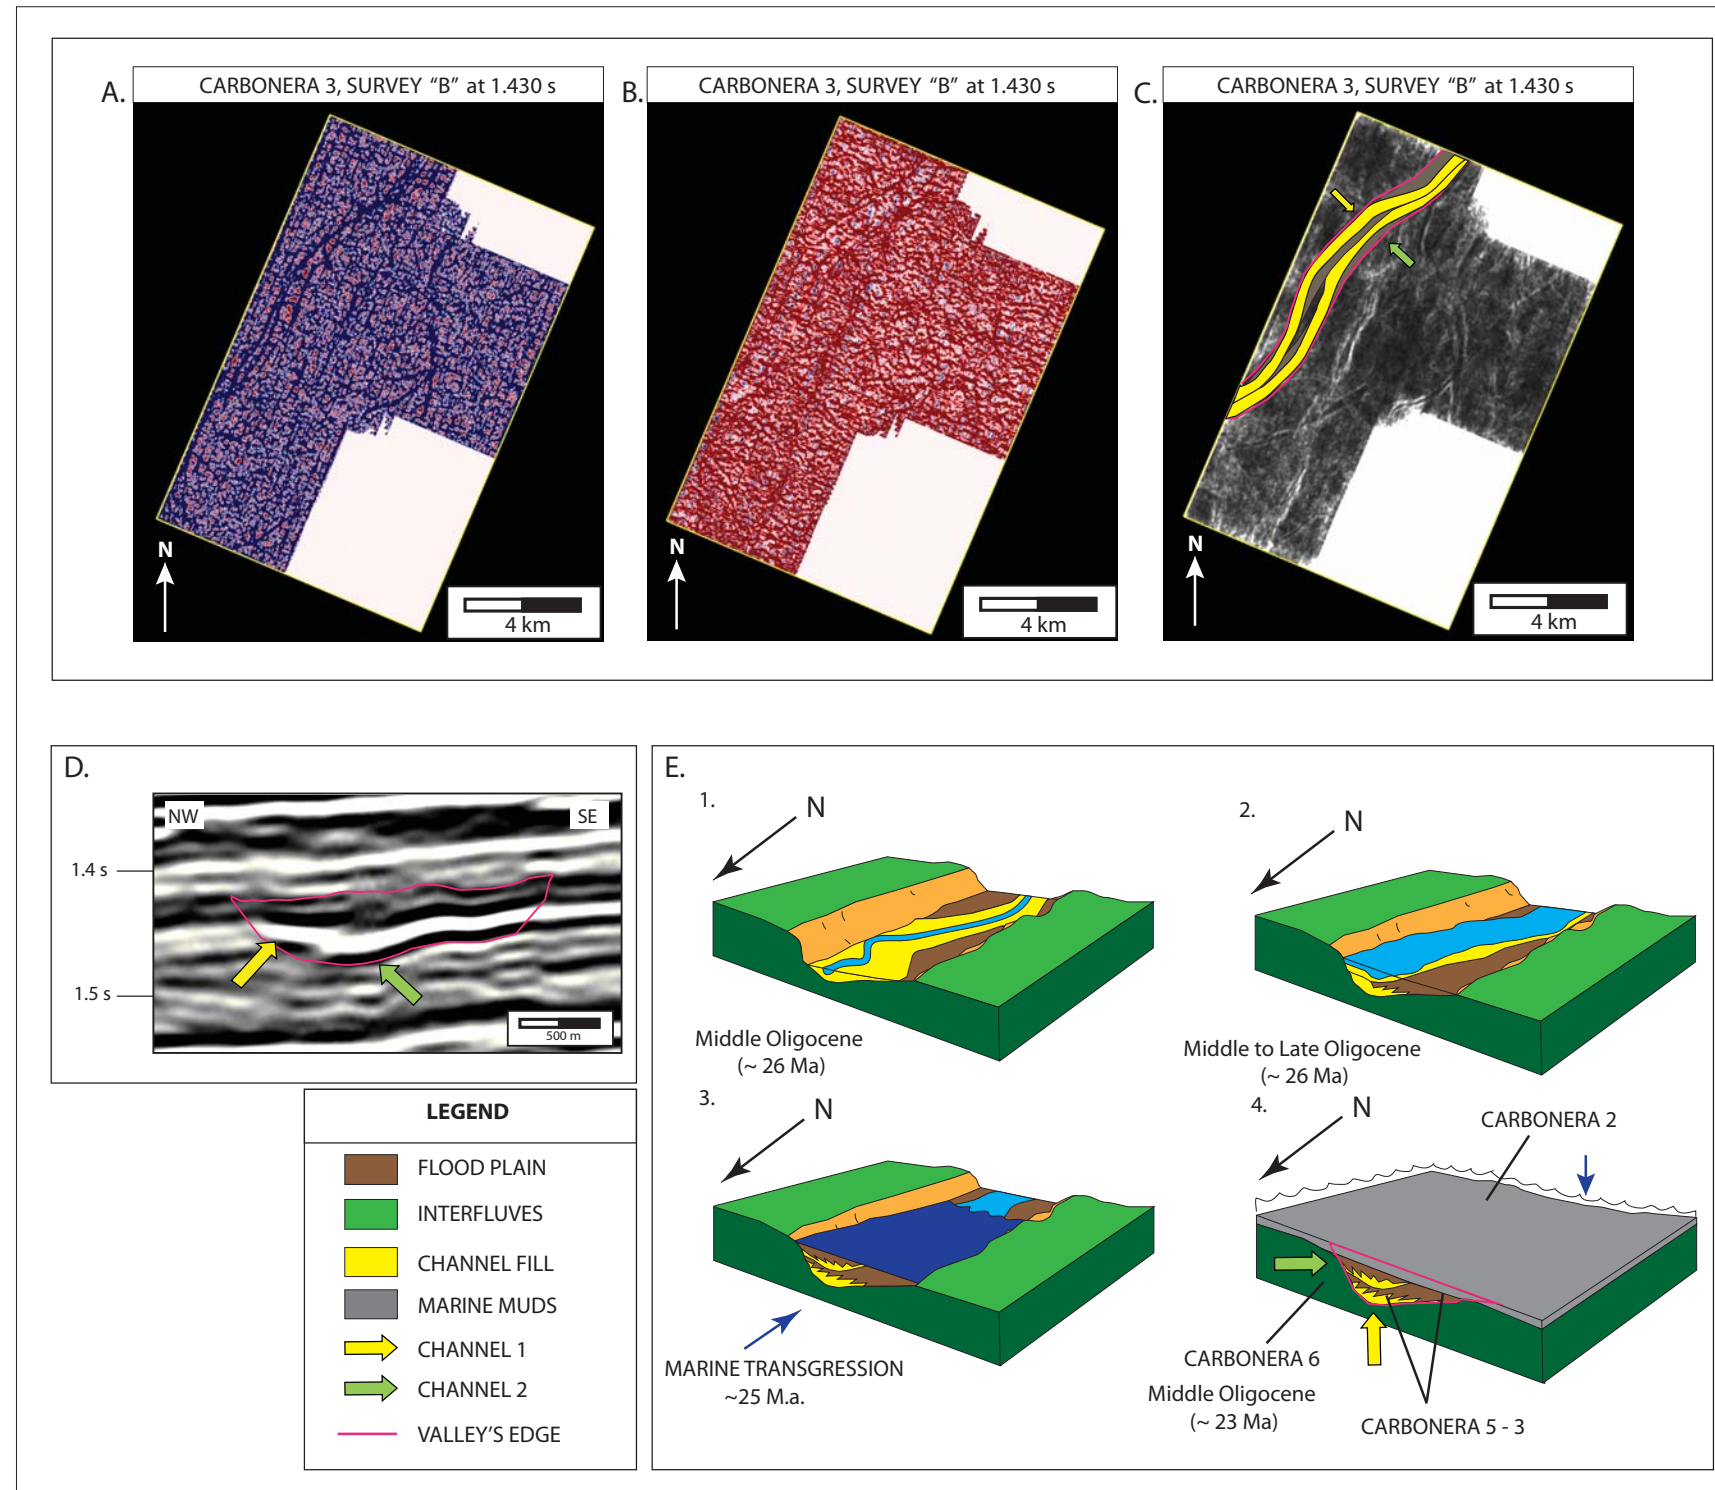 A.
CARBONERA 3, SURVEY "B" at 1.430 s
N
4 km
B.
CARBONERA 3, SURVEY "B" at 1.430 s
N
4 km
C.
CARBONERA 3, SURVEY "B" at 1.430 s
N
4 km
D.
NW
SE
1.4 s
1.5 s
500 m
LEGEND
FLOOD PLAIN
INTERFLUVES
CHANNEL FILL
MARINE MUDS
CHANNEL 1
CHANNEL 2
VALLEY'S EDGE
E.
1.
N
Middle Oligocene
(~ 26 Ma)
2.
N
Middle to Late Oligocene
(~ 26 Ma)
3.
N
MARINE TRANSGRESSION
~25 M.a.
4.
N
CARBONERA 2
CARBONERA 6
Middle Oligocene
(~ 23 Ma)
CARBONERA 5 - 3